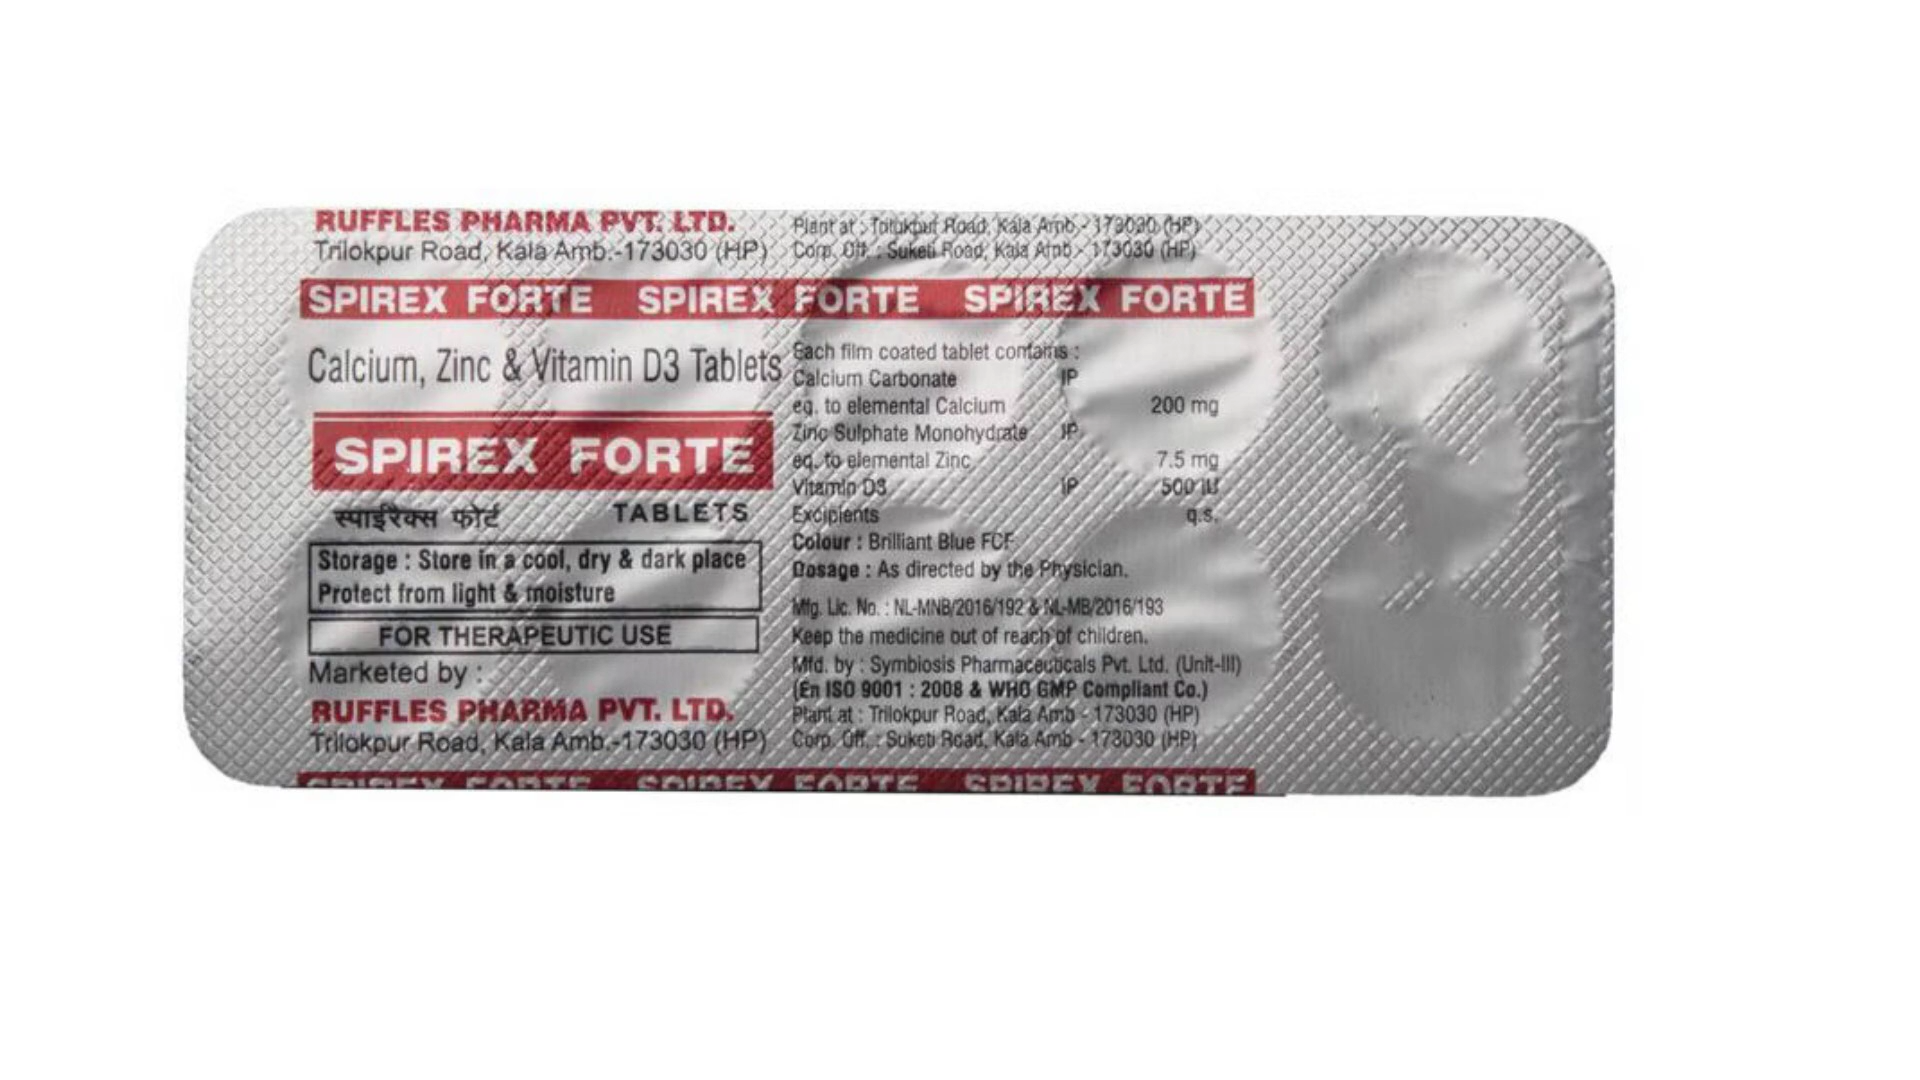 RUFFLES PHARMA PVT. LTD.
Trilokpur Road, Kala Amb.-173030 (HP)
Plant at : Trilokpur Road, Kala Amb - 173030 (HP)
Corp. Off. : Suketi Road, Kala Amb - 173030 (HP)
SPIREX FORTE SPIREX FORTE SPIREX FORTE
Calcium, Zinc & Vitamin D3 Tablets
SPIREX FORTE
स्पाईरैक्स फोर्ट TABLETS
Storage : Store in a cool, dry & dark place
Protect from light & moisture
FOR THERAPEUTIC USE
Marketed by :
RUFFLES PHARMA PVT. LTD.
Trilokpur Road, Kala Amb.-173030 (HP)
Each film coated tablet contains :
Calcium Carbonate IP
eq. to elemental Calcium 200 mg
Zinc Sulphate Monohydrate IP
eq. to elemental Zinc 7.5 mg
Vitamin D3 IP 500 IU
Excipients q.s.
Colour : Brilliant Blue FCF
Dosage : As directed by the Physician.
Mfg. Lic. No. : NL-MNB/2016/192 & NL-MB/2016/193
Keep the medicine out of reach of children.
Mfd. by : Symbiosis Pharmaceuticals Pvt. Ltd. (Unit-III)
(En ISO 9001 : 2008 & WHO GMP Compliant Co.)
Plant at : Trilokpur Road, Kala Amb - 173030 (HP)
Corp. Off. : Suketi Road, Kala Amb - 173030 (HP)
SPIREX FORTE SPIREX FORTE SPIREX FORTE